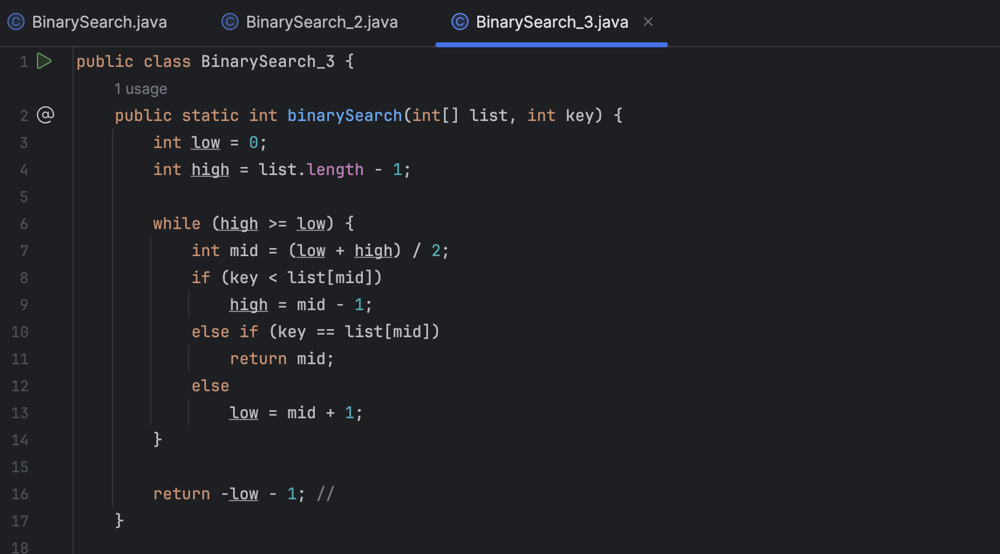 BinarySearch.java BinarySearch_2.java BinarySearch_3.java
1 public class BinarySearch_3 {
1 usage
2 @ public static int binarySearch(int[] list, int key) {
3 int low = 0;
4 int high = list.length - 1;
5
6 while (high >= low) {
7 int mid = (low + high) / 2;
8 if (key < list[mid])
9 high = mid - 1;
10 else if (key == list[mid])
11 return mid;
12 else
13 low = mid + 1;
14 }
15
16 return -low - 1; //
17 }
18